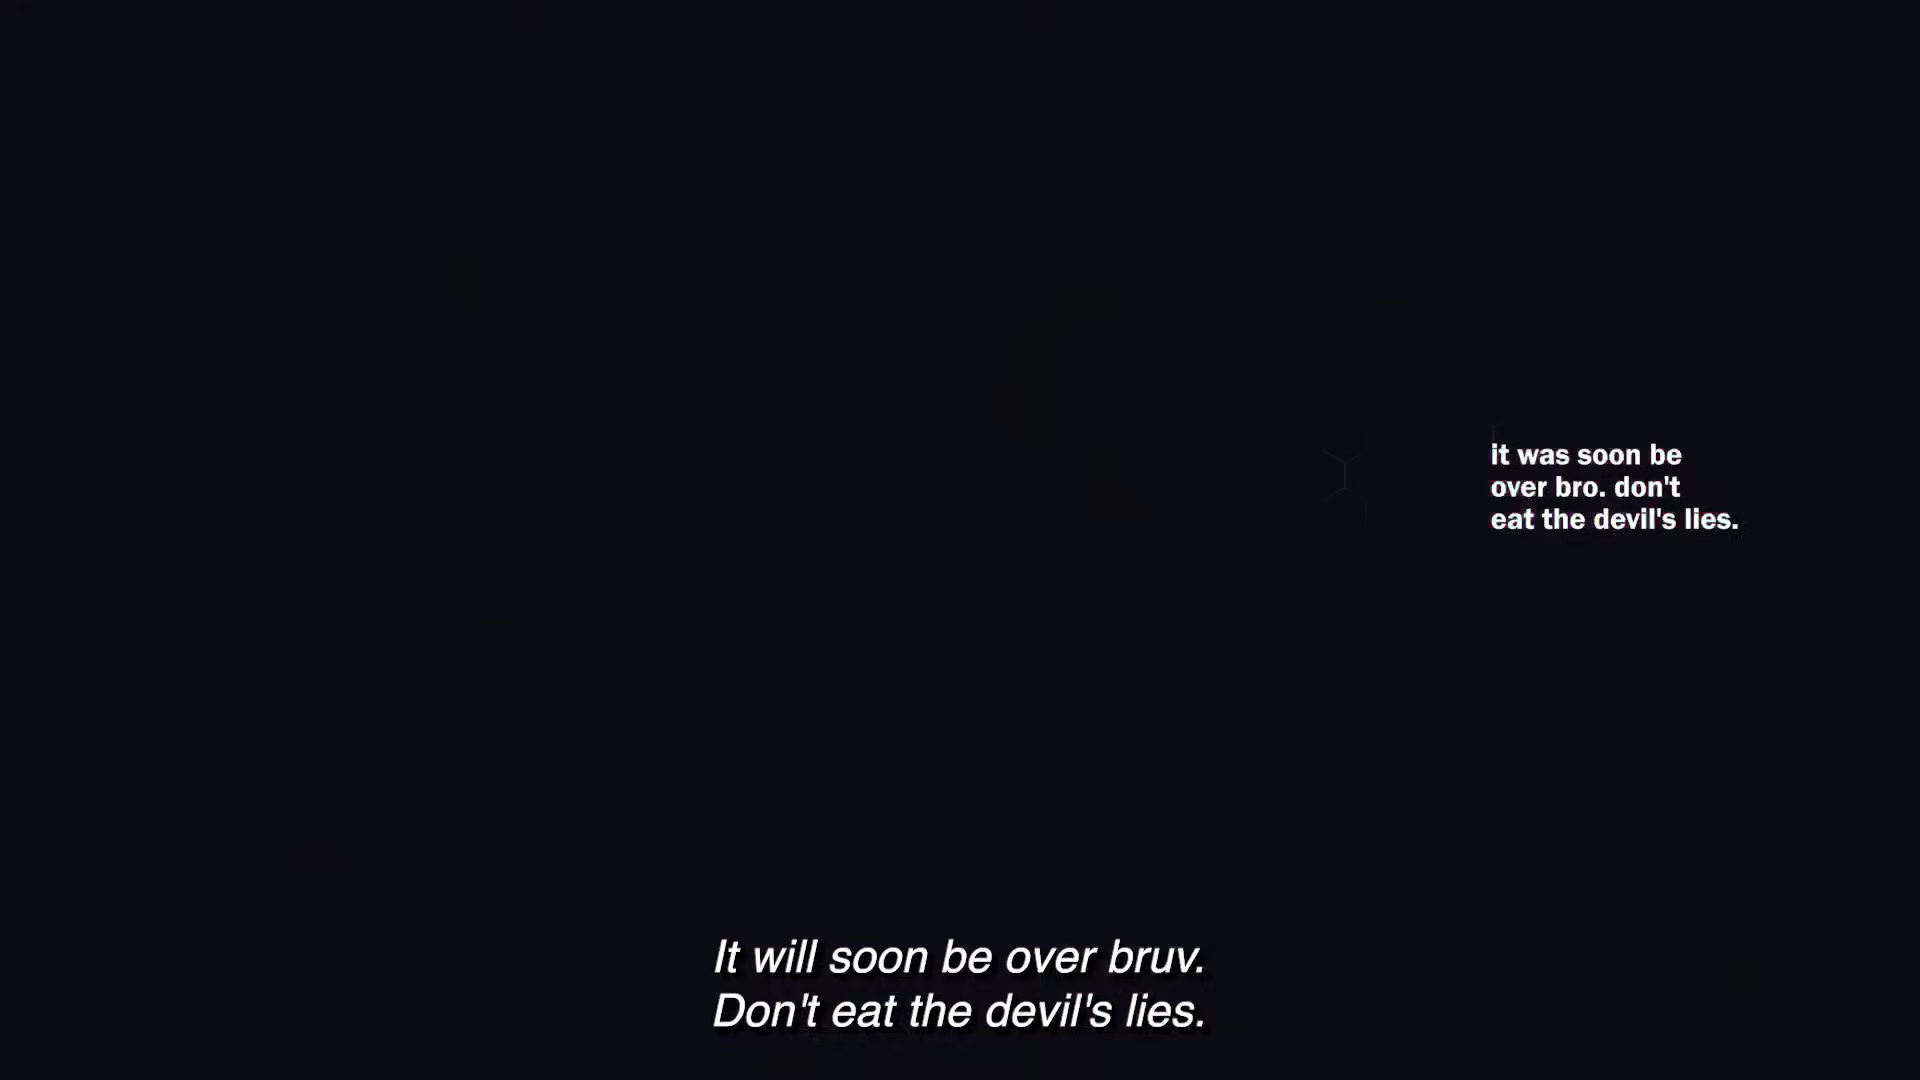 it was soon be
over bro. don't
eat the devil's lies.
It will soon be over bruv.
Don't eat the devil's lies.